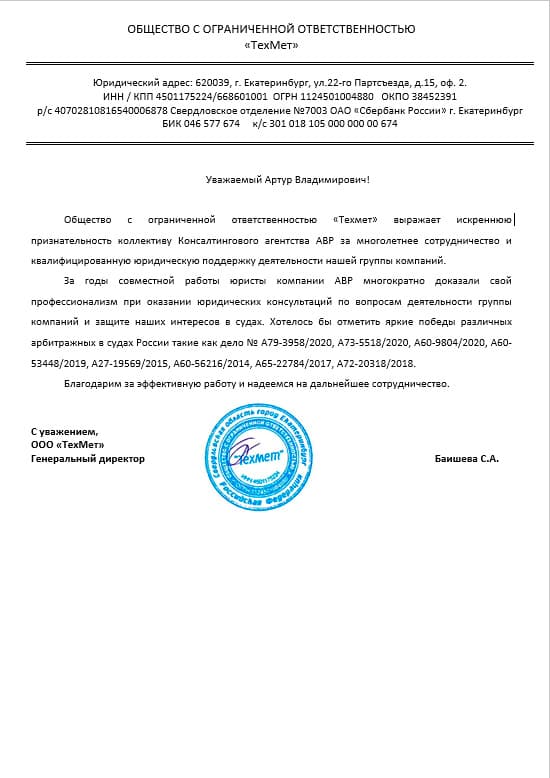 ОБЩЕСТВО С ОГРАНИЧЕННОЙ ОТВЕТСТВЕННОСТЬЮ
«ТехМет»
Юридический адрес: 620039, г. Екатеринбург, ул.22-го Партсъезда, д.15, оф. 2.
ИНН / КПП 4501175224/668601001 ОГРН 1124501004880 ОКПО 38452391
р/с 40702810816540006878 Свердловское отделение №7003 ОАО «Сбербанк России» г. Екатеринбург
БИК 046 577 674 к/с 301 018 105 000 000 00 674
Уважаемый Артур Владимирович!
Общество с ограниченной ответственностью «Техмет» выражает искреннюю
признательность коллективу Консалтингового агентства АВР за многолетнее сотрудничество и
квалифицированную юридическую поддержку деятельности нашей группы компаний.
За годы совместной работы юристы компании АВР многократно доказали свой
профессионализм при оказании юридических консультаций по вопросам деятельности группы
компаний и защите наших интересов в судах. Хотелось бы отметить яркие победы различных
арбитражных в судах России такие как дело № А79-3958/2020, А73-5518/2020, А60-9804/2020, А60-
53448/2019, А27-19569/2015, А60-56216/2014, А65-22784/2017, А72-20318/2018.
Благодарим за эффективную работу и надеемся на дальнейшее сотрудничество.
С уважением,
ООО «ТехМет»
Генеральный директор
Баишева С.А.
Свердловская область город Екатеринбург
С ОГРАНИЧЕННОЙ ОТВЕТСТВЕННОСТЬЮ
"Техмет"
ИНН 4501175224
Российская Федерация